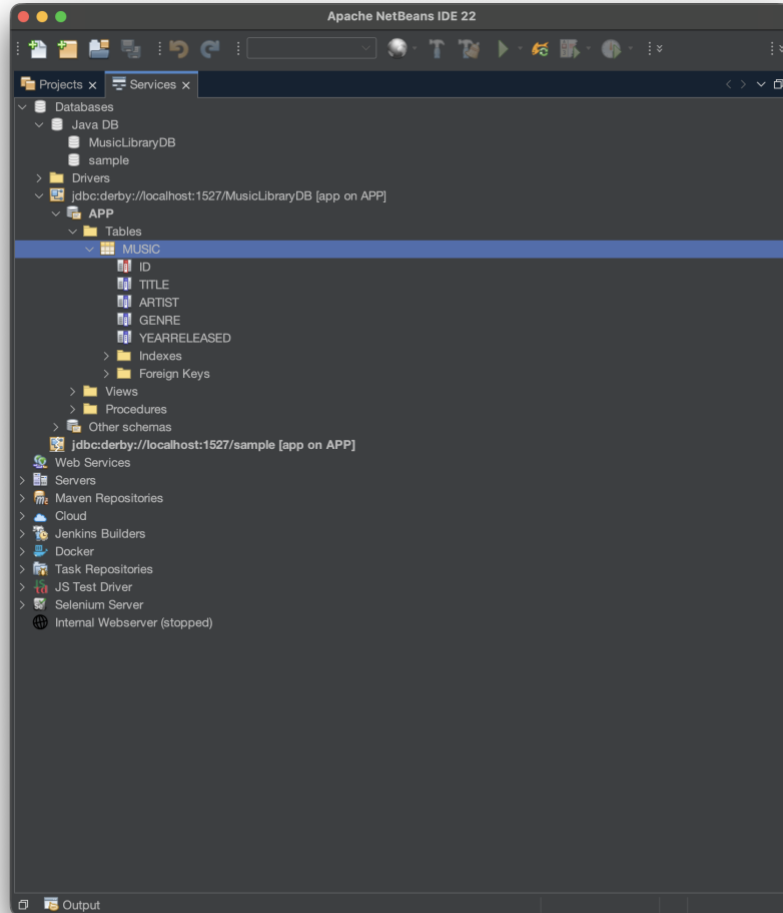 Apache NetBeans IDE 22
Projects Services
Databases
Java DB
MusicLibraryDB
sample
Drivers
jdbc:derby://localhost:1527/MusicLibraryDB [app on APP]
APP
Tables
MUSIC
ID
TITLE
ARTIST
GENRE
YEARRELEASED
Indexes
Foreign Keys
Views
Procedures
Other schemas
jdbc:derby://localhost:1527/sample [app on APP]
Web Services
Servers
Maven Repositories
Cloud
Jenkins Builders
Docker
Task Repositories
JS Test Driver
Selenium Server
Internal Webserver (stopped)
Output